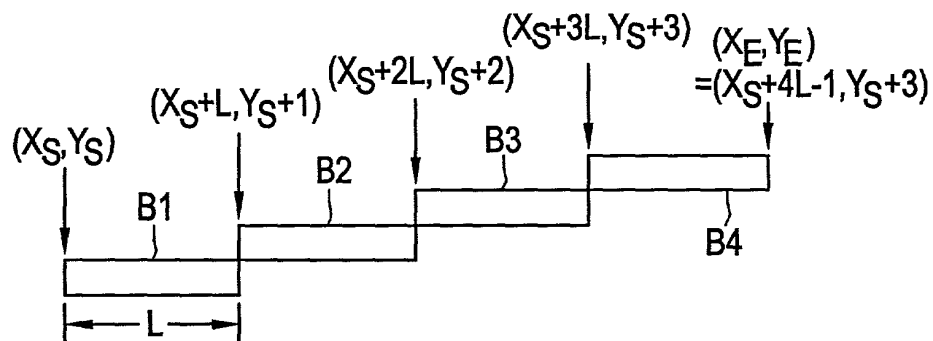 (XS+3L,YS+3)
(XE,YE)
=(XS+4L-1,YS+3)
(XS+2L,YS+2)
(XS+L,YS+1)
(XS,YS)
B3
B2
B1
B4
L